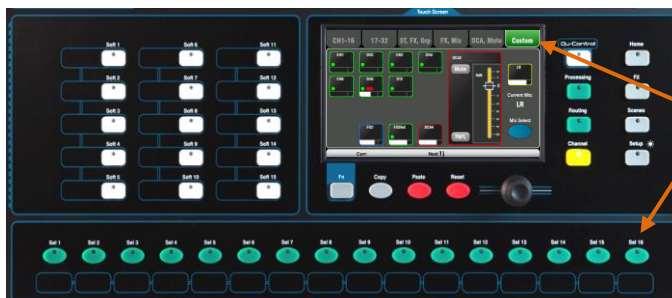 Touch Screen
Soft 1
Soft 6
Soft 11
Soft 2
Soft 7
Soft 12
Soft 3
Soft 8
Soft 13
Soft 4
Soft 9
Soft 14
Soft 5
Soft 10
Soft 15
CH1-16
17-32
ST, FX, Grp
FX, Mix
DCA, Mute
Custom
Mute
Current Mix:
LR
Mix Select
PAFL
Cue:
Next:
Qu-Control
Home
Processing
FX
Routing
Scenes
Channel
Setup
Fn
Copy
Paste
Reset
Sel 1
Sel 2
Sel 3
Sel 4
Sel 5
Sel 6
Sel 7
Sel 8
Sel 9
Sel 10
Sel 11
Sel 12
Sel 13
Sel 14
Sel 15
Sel 16